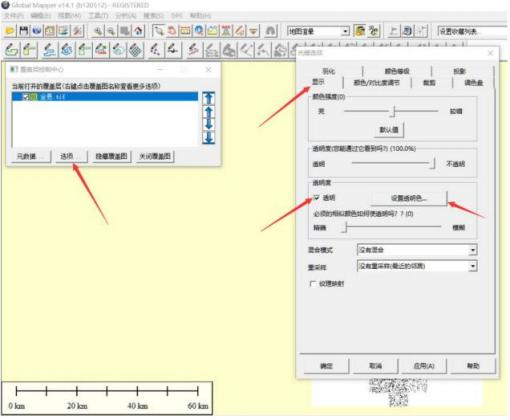 Global Mapper v14.1 (b120512) - REGISTERED
文件(F) 编辑(E) 视野(W) 工具(T) 分析(A) 搜索(S) GPS 帮助(H)
地图渲染
设置收藏列表...
覆盖层控制中心
当前打开的覆盖层(右键点击覆盖图名称查看更多选项)
全景.tif
元数据... 选项... 隐藏覆盖图 关闭覆盖图
光栅选项
羽化 颜色等级 投影
显示 颜色/对比度调节 裁剪 调色盘
颜色强度(0)
亮 较暗
默认值
透明度(您能通过它看到吗?) (100.0%)
透明 不透明
透明度
透明 设置透明色...
必须的相似颜色如何使透明吗？? (0)
精确 模糊
混合模式 没有混合
重采样 没有重采样(最近的邻居)
纹理映射
确定 取消 应用(A) 帮助
0 km 20 km 40 km 60 km